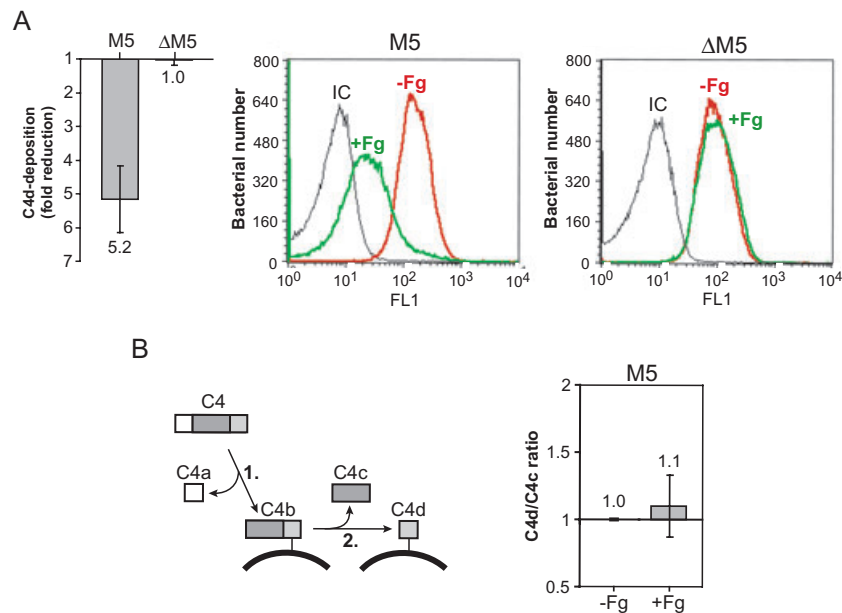 A
M5 ΔM5
C4d-deposition
(fold reduction)
1
2
3
4
5
6
7
1.0
5.2
M5
Bacterial number
800
640
480
320
160
0
IC
-Fg
+Fg
10^0 10^1 10^2 10^3 10^4
FL1
ΔM5
Bacterial number
800
640
480
320
160
0
IC
-Fg
+Fg
10^0 10^1 10^2 10^3 10^4
FL1
B
C4
C4a
1.
C4b
C4c
2.
C4d
M5
C4d/C4c ratio
2
1.5
1
0.5
1.0
1.1
-Fg +Fg